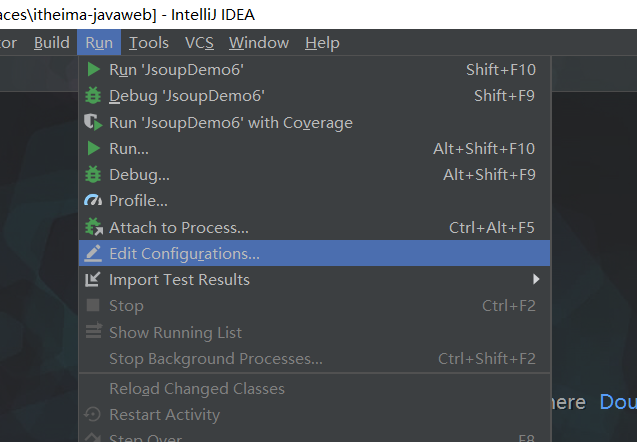 aces\itheima-javaweb] - IntelliJ IDEA
tor Build Run Tools VCS Window Help
Run 'JsoupDemo6' Shift+F10
Debug 'JsoupDemo6' Shift+F9
Run 'JsoupDemo6' with Coverage
Run... Alt+Shift+F10
Debug... Alt+Shift+F9
Profile...
Attach to Process... Ctrl+Alt+F5
Edit Configurations...
Import Test Results
Stop Ctrl+F2
Show Running List
Stop Background Processes... Ctrl+Shift+F2
Reload Changed Classes
here Dou
Restart Activity
Step Over F8